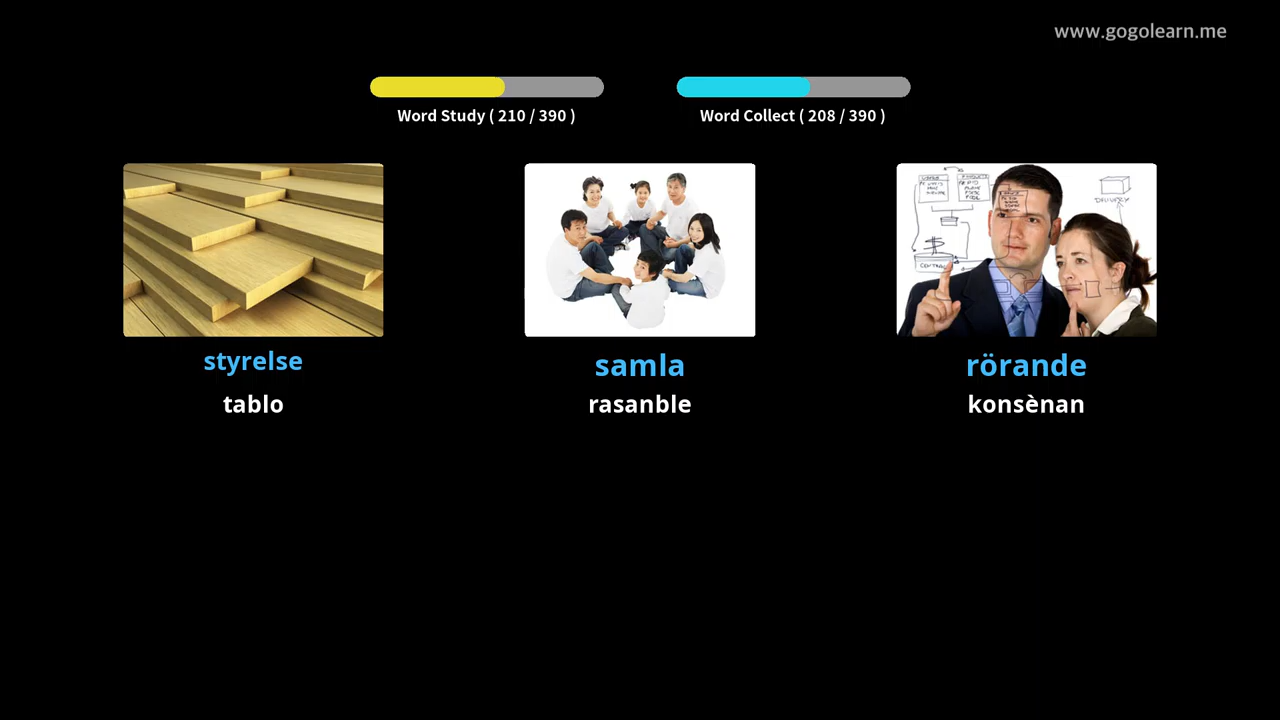 www.gogolearn.me
Word Study ( 210 / 390 )
Word Collect ( 208 / 390 )
styrelse
samla
rörande
tablo
rasanble
konsènan